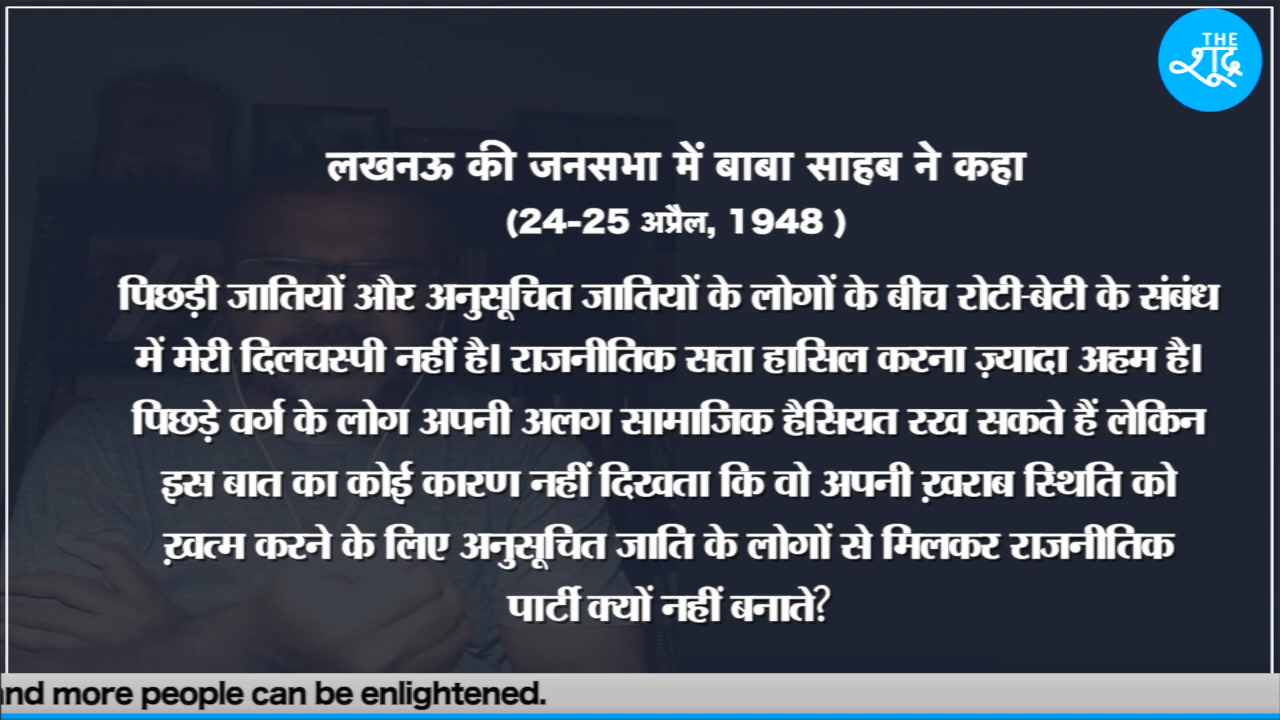 THE
शूद्र
लखनऊ की जनसभा में बाबा साहब ने कहा
(24-25 अप्रैल, 1948 )
पिछड़ी जातियों और अनुसूचित जातियों के लोगों के बीच रोटी-बेटी के संबंध
में मेरी दिलचस्पी नहीं है। राजनीतिक सत्ता हासिल करना ज़्यादा अहम है।
पिछड़े वर्ग के लोग अपनी अलग सामाजिक हैसियत रख सकते हैं लेकिन
इस बात का कोई कारण नहीं दिखता कि वो अपनी ख़राब स्थिति को
ख़त्म करने के लिए अनुसूचित जाति के लोगों से मिलकर राजनीतिक
पार्टी क्यों नहीं बनाते?
and more people can be enlightened.